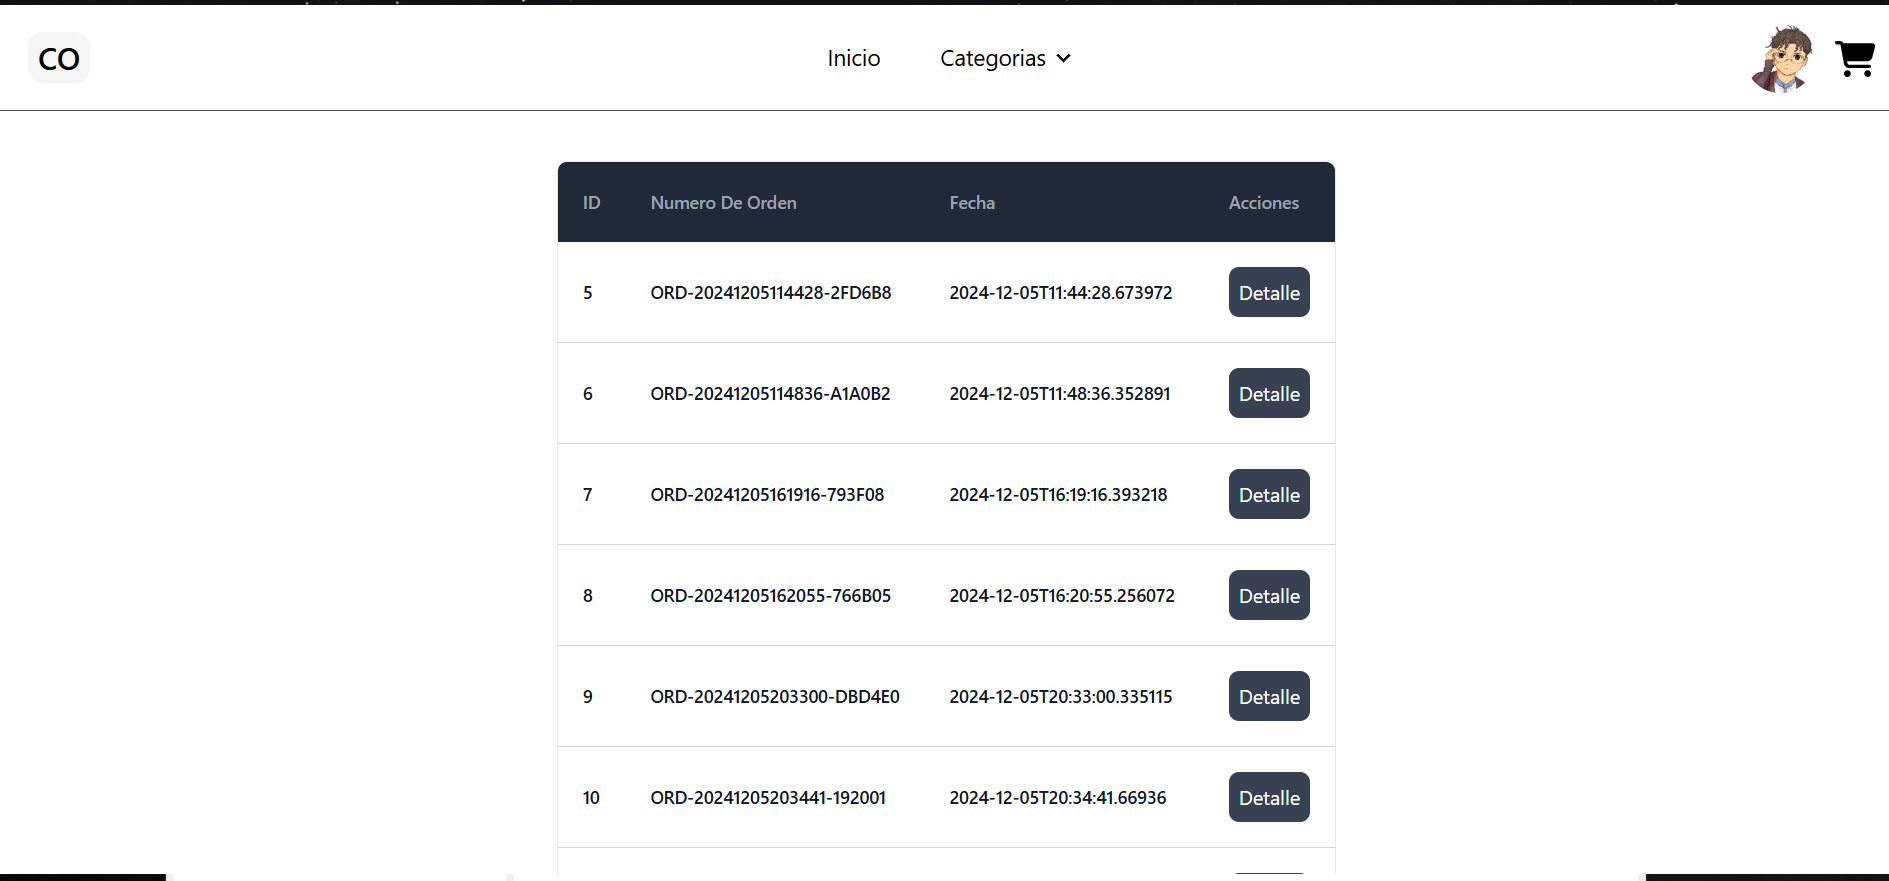 CO Inicio Categorias
ID Numero De Orden Fecha Acciones
5 ORD-20241205114428-2FD6B8 2024-12-05T11:44:28.673972 Detalle
6 ORD-20241205114836-A1A0B2 2024-12-05T11:48:36.352891 Detalle
7 ORD-20241205161916-793F08 2024-12-05T16:19:16.393218 Detalle
8 ORD-20241205162055-766B05 2024-12-05T16:20:55.256072 Detalle
9 ORD-20241205203300-DBD4E0 2024-12-05T20:33:00.335115 Detalle
10 ORD-20241205203441-192001 2024-12-05T20:34:41.66936 Detalle